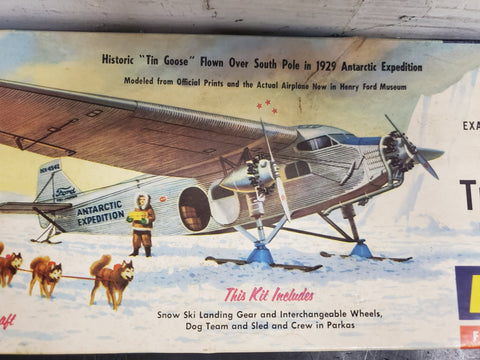 Historic "Tin Goose" Flown Over South Pole in 1929 Antarctic Expedition
Modeled from Official Prints and the Actual Airplane Now in Henry Ford Museum
EXA
T
Ford
ANTARCTIC
EXPEDITION
This Kit Includes
Snow Ski Landing Gear and Interchangeable Wheels,
Dog Team and Sled and Crew in Parkas